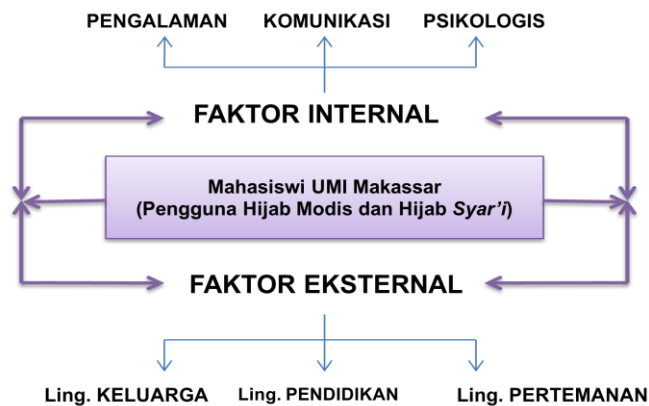 PENGALAMAN KOMUNIKASI PSIKOLOGIS
FAKTOR INTERNAL
Mahasiswi UMI Makassar
(Pengguna Hijab Modis dan Hijab Syar’i)
FAKTOR EKSTERNAL
Ling. KELUARGA Ling. PENDIDIKAN Ling. PERTEMANAN